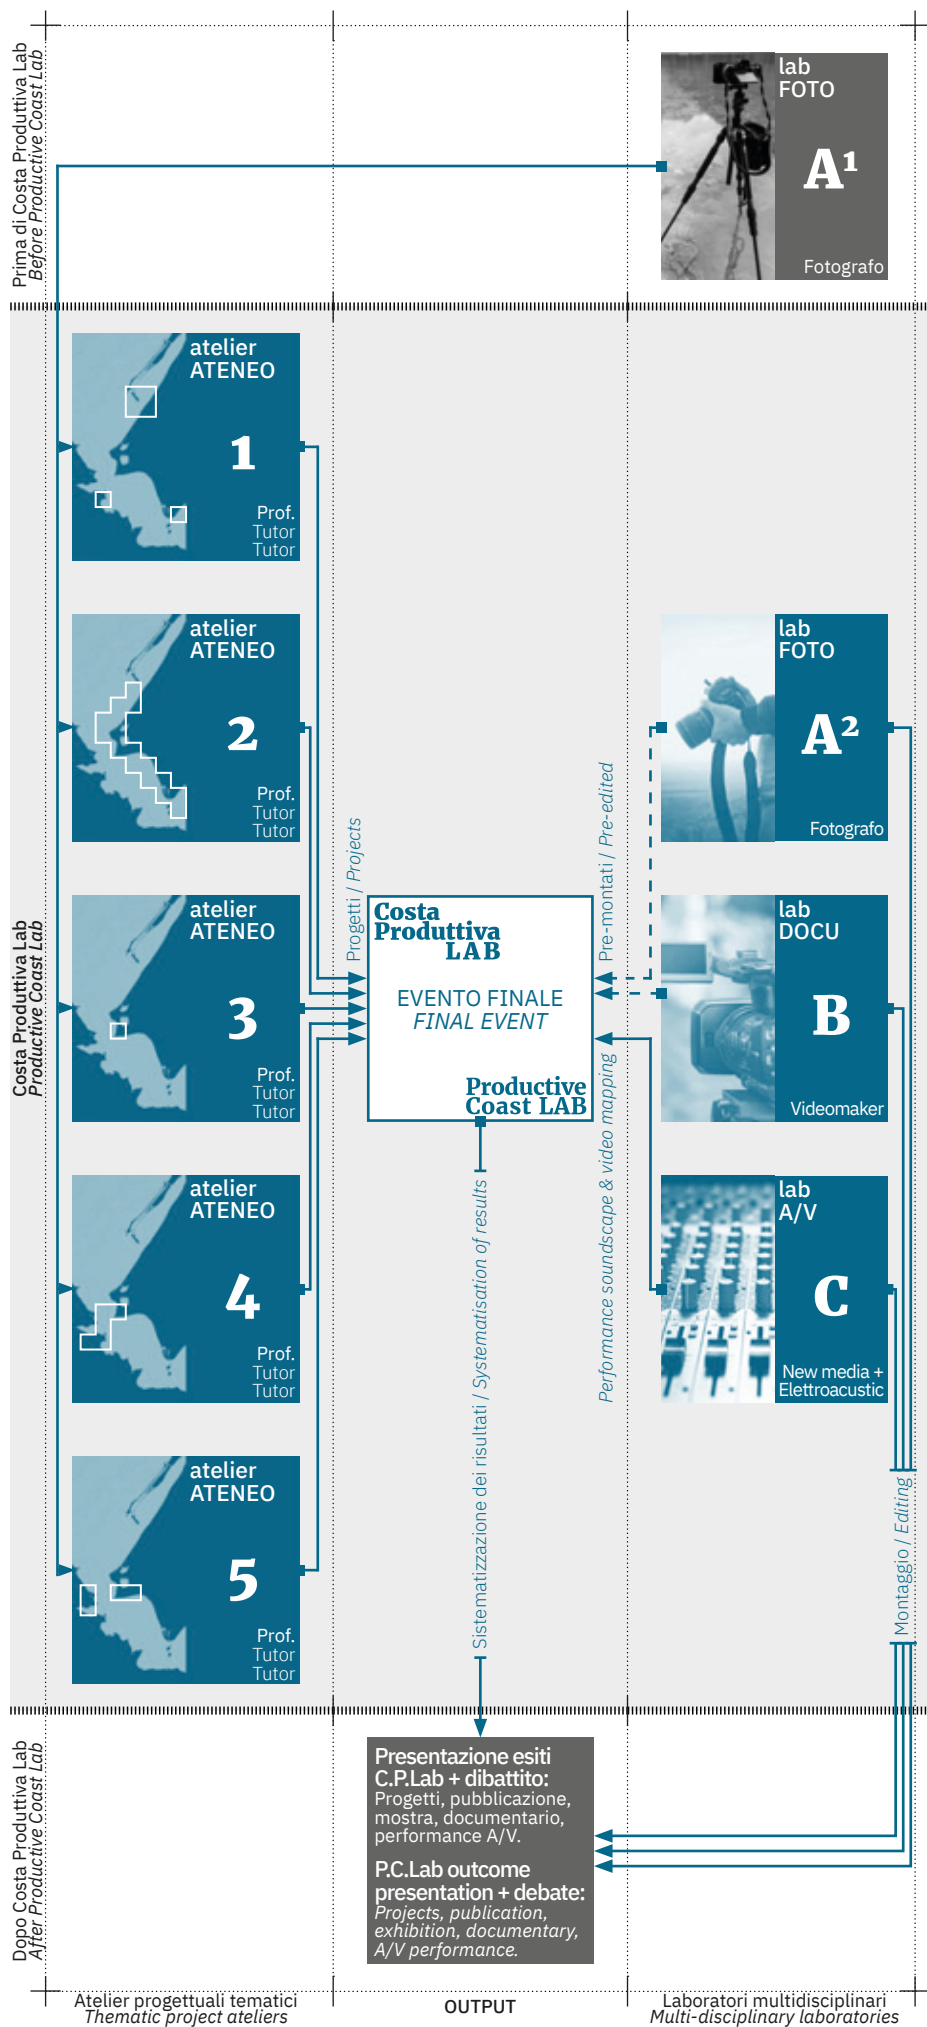 Prima di Costa Produttiva Lab
Before Productive Coast Lab
lab
FOTO
A¹
Fotografo
Costa Produttiva Lab
Productive Coast Lab
atelier
ATENEO
1
Prof.
Tutor
Tutor
atelier
ATENEO
2
Prof.
Tutor
Tutor
atelier
ATENEO
3
Prof.
Tutor
Tutor
atelier
ATENEO
4
Prof.
Tutor
Tutor
atelier
ATENEO
5
Prof.
Tutor
Tutor
Progetti / Projects
Costa
Produttiva
LAB
EVENTO FINALE
FINAL EVENT
Productive
Coast LAB
Pre-montati / Pre-edited
Performance soundscape & video mapping
Sistematizzazione dei risultati / Systematisation of results
lab
FOTO
A²
Fotografo
lab
DOCU
B
Videomaker
lab
A/V
C
New media +
Elettroacustic
Montaggio / Editing
Dopo Costa Produttiva Lab
After Productive Coast Lab
Presentazione esiti
C.P.Lab + dibattito:
Progetti, pubblicazione,
mostra, documentario,
performance A/V.
P.C.Lab outcome
presentation + debate:
Projects, publication,
exhibition, documentary,
A/V performance.
Atelier progettuali tematici
Thematic project ateliers
OUTPUT
Laboratori multidisciplinari
Multi-disciplinary laboratories